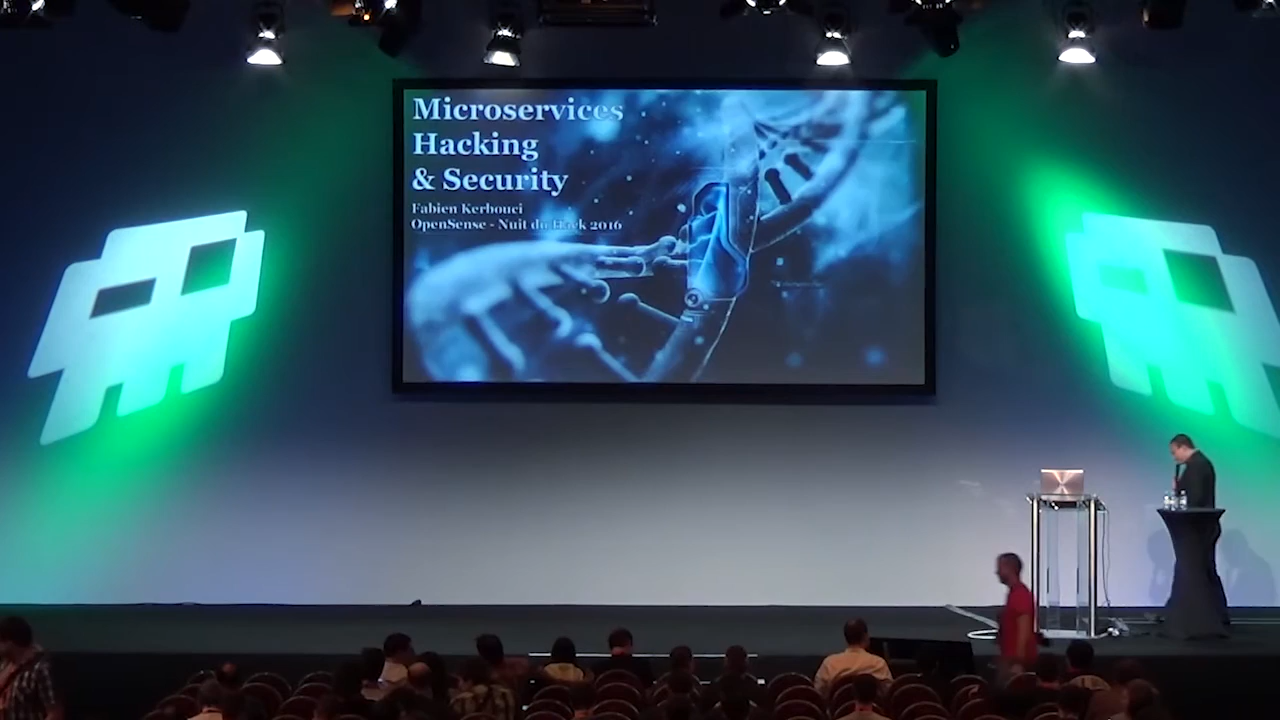 Microservices
Hacking
& Security
Fabien Kerbouci
OpenSense - Nuit du Hack 2016